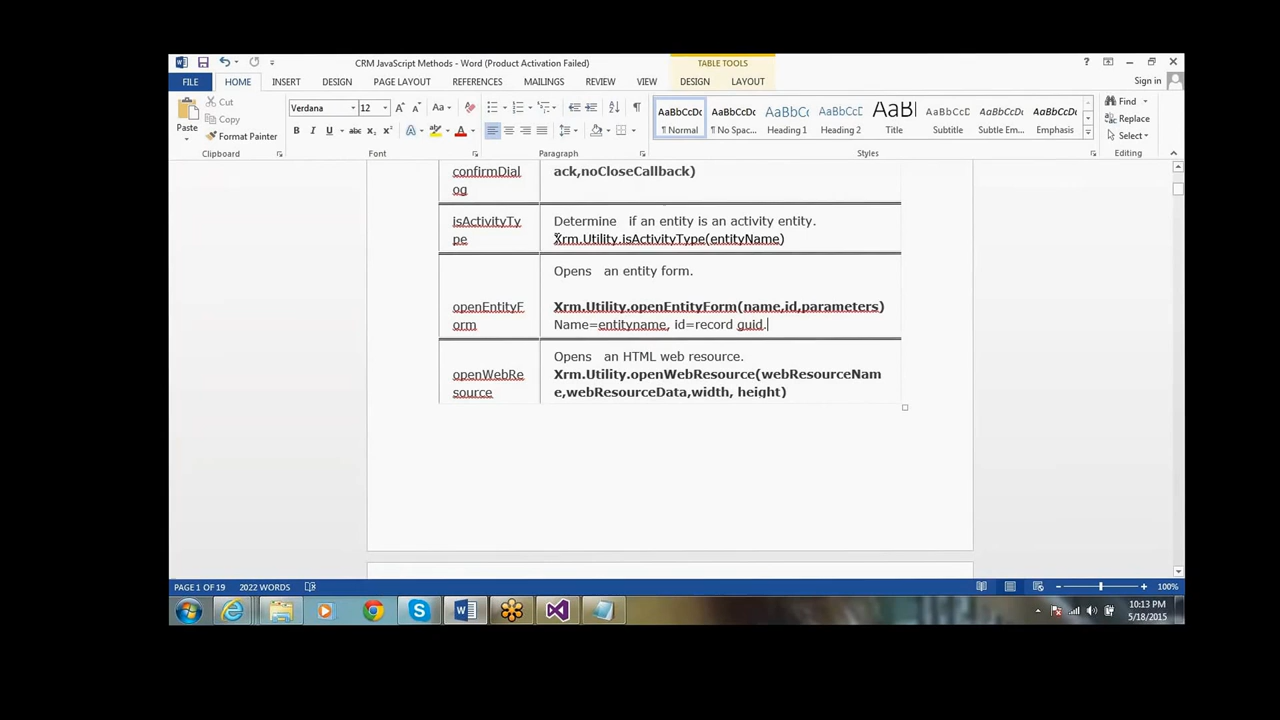 CRM JavaScript Methods - Word (Product Activation Failed)
TABLE TOOLS
FILE HOME INSERT DESIGN PAGE LAYOUT REFERENCES MAILINGS REVIEW VIEW DESIGN LAYOUT
Sign in
Paste
Cut
Copy
Format Painter
Clipboard
Verdana 12
Font
Paragraph
AaBbCcDc AaBbCcDc AaBbCc AaBbCcD AaBl AaBbCcD AaBbCcDc AaBbCcDc
¶ Normal ¶ No Spac... Heading 1 Heading 2 Title Subtitle Subtle Em... Emphasis
Styles
Find
Replace
Select
Editing
confirmDial
og
ack,noCloseCallback)
isActivityTy
pe
Determine if an entity is an activity entity.
Xrm.Utility.isActivityType(entityName)
openEntityF
orm
Opens an entity form.
Xrm.Utility.openEntityForm(name,id,parameters)
Name=entityname, id=record guid.
openWebRe
source
Opens an HTML web resource.
Xrm.Utility.openWebResource(webResourceNam
e,webResourceData,width, height)
PAGE 1 OF 19 2022 WORDS
100%
10:13 PM
5/18/2015